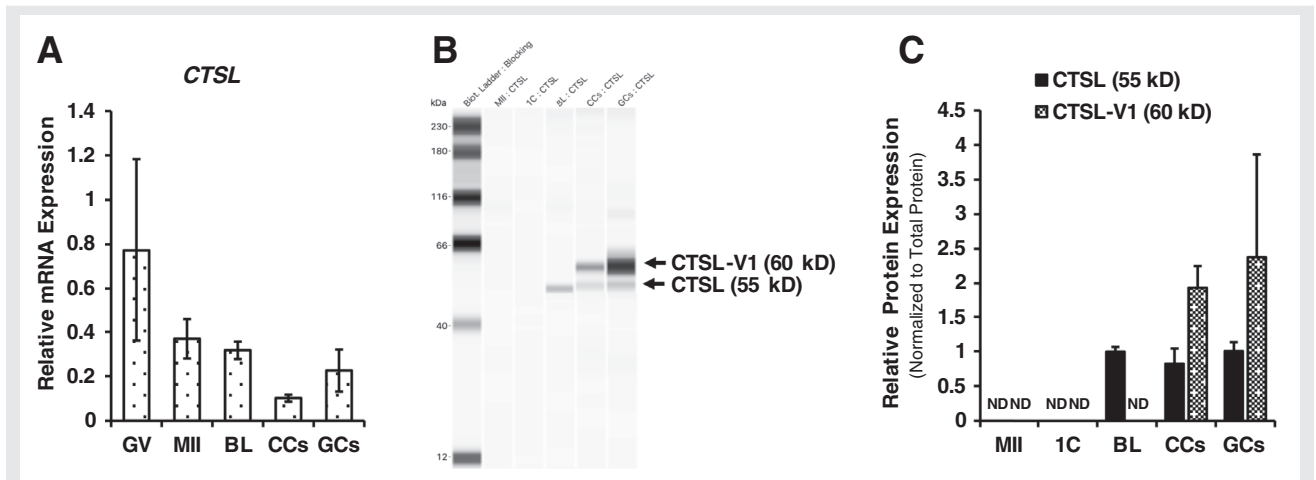 A
CTSL
Relative mRNA Expression
1.4
1.2
1
0.8
0.6
0.4
0.2
0
GV MII BL CCs GCs
B
Biot. Ladder : Blocking
MII : CTSL
1C : CTSL
BL : CTSL
CCs : CTSL
GCs : CTSL
kDa
230-
180-
116-
66-
40-
12-
CTSL-V1 (60 kD)
CTSL (55 kD)
C
CTSL (55 kD)
CTSL-V1 (60 kD)
Relative Protein Expression
(Normalized to Total Protein)
4.5
4
3.5
3
2.5
2
1.5
1
0.5
0
ND ND ND ND ND
MII 1C BL CCs GCs